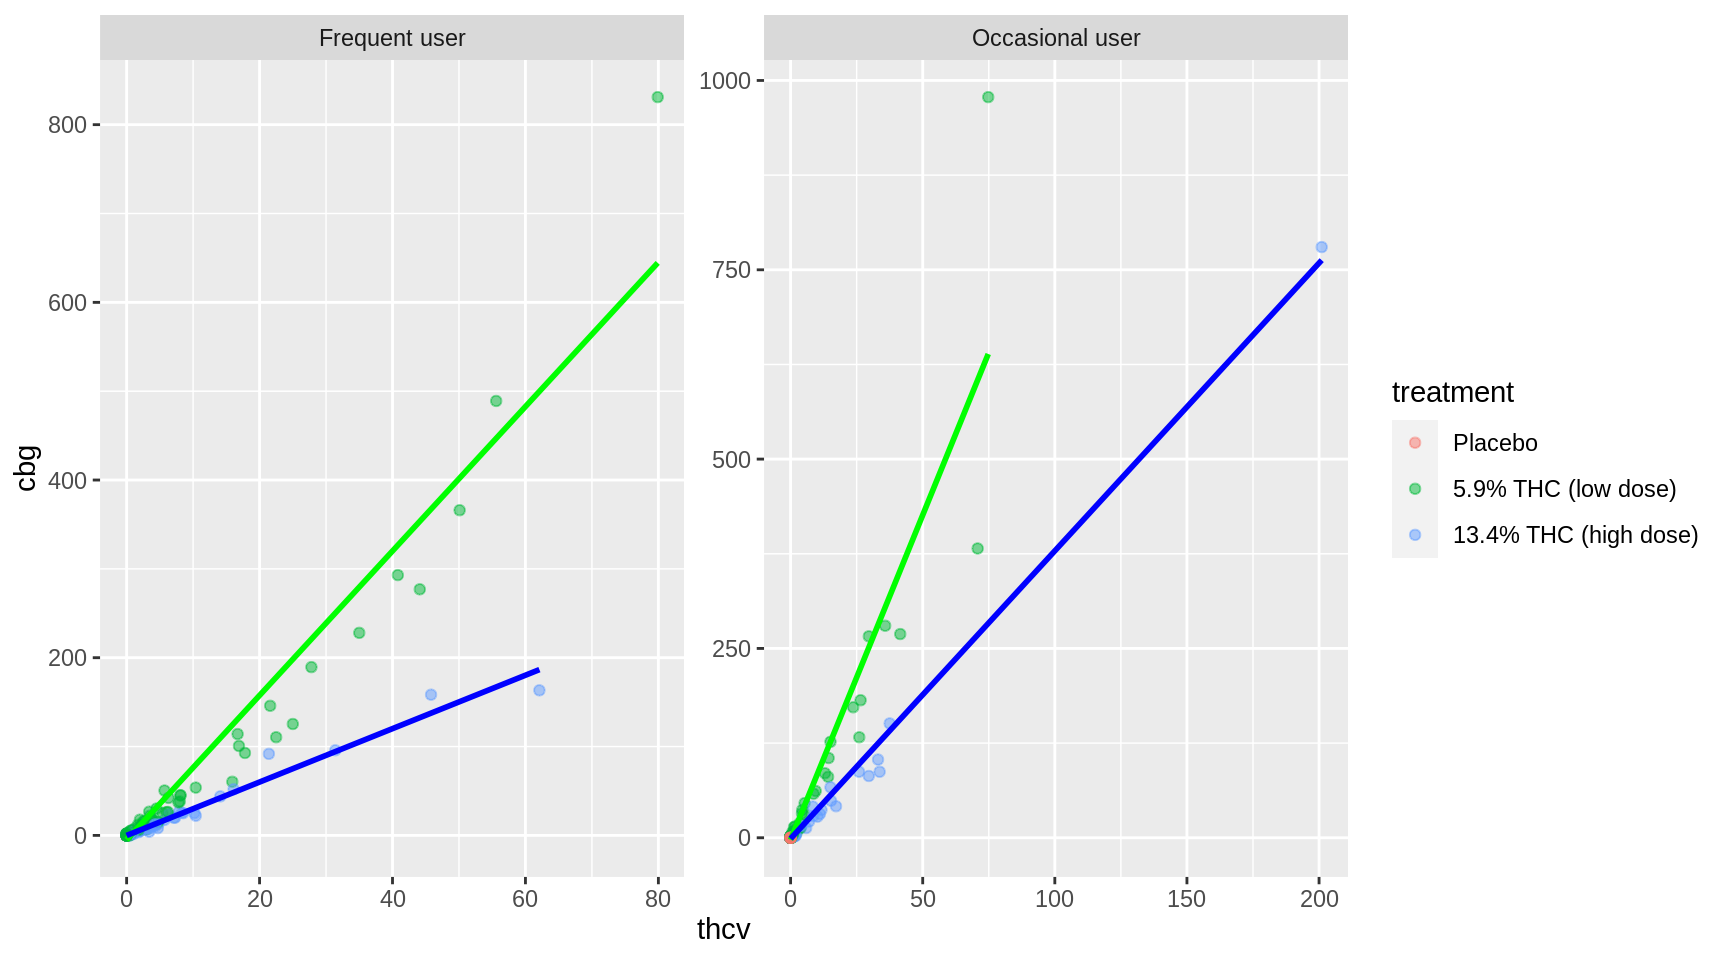 Frequent user
Occasional user
cbg
800
600
400
200
0
0 20 40 60 80
1000
750
500
250
0
0 50 100 150 200
thcv
treatment
Placebo
5.9% THC (low dose)
13.4% THC (high dose)